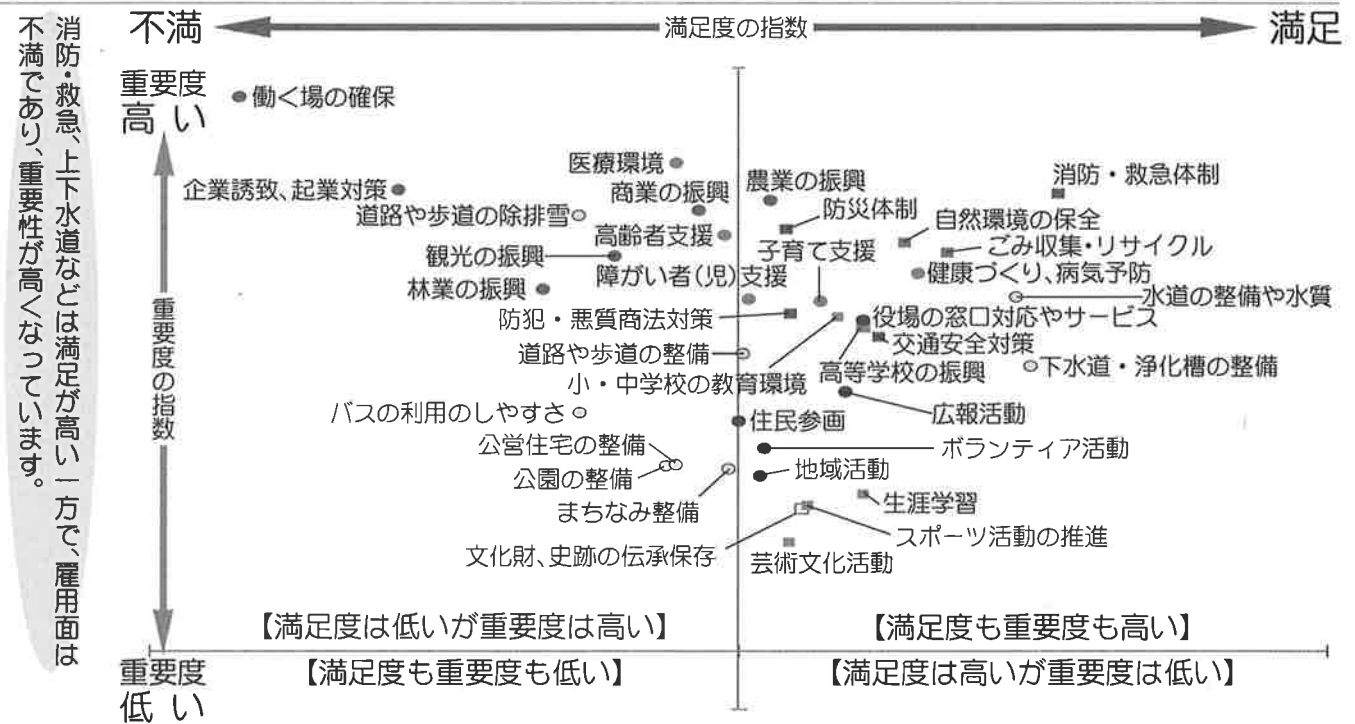 不満
満足度の指数
満足
消防・救急、上下水道などは満足が高い一方で、雇用面は
不満であり、重要性が高くなっています。
重要度
高い
働く場の確保
医療環境
消防・救急体制
企業誘致、起業対策
商業の振興
農業の振興
道路や歩道の除排雪
防災体制
自然環境の保全
高齢者支援
子育て支援
ごみ収集・リサイクル
観光の振興
障がい者(児)支援
健康づくり、病気予防
林業の振興
水道の整備や水質
防犯・悪質商法対策
役場の窓口対応やサービス
重要度の指数
道路や歩道の整備
交通安全対策
小・中学校の教育環境
高等学校の振興
下水道・浄化槽の整備
バスの利用のしやすさ
住民参画
広報活動
公営住宅の整備
ボランティア活動
公園の整備
地域活動
まちなみ整備
生涯学習
スポーツ活動の推進
文化財、史跡の伝承保存
芸術文化活動
【満足度は低いが重要度は高い】
【満足度も重要度も高い】
重要度
低い
【満足度も重要度も低い】
【満足度は高いが重要度は低い】